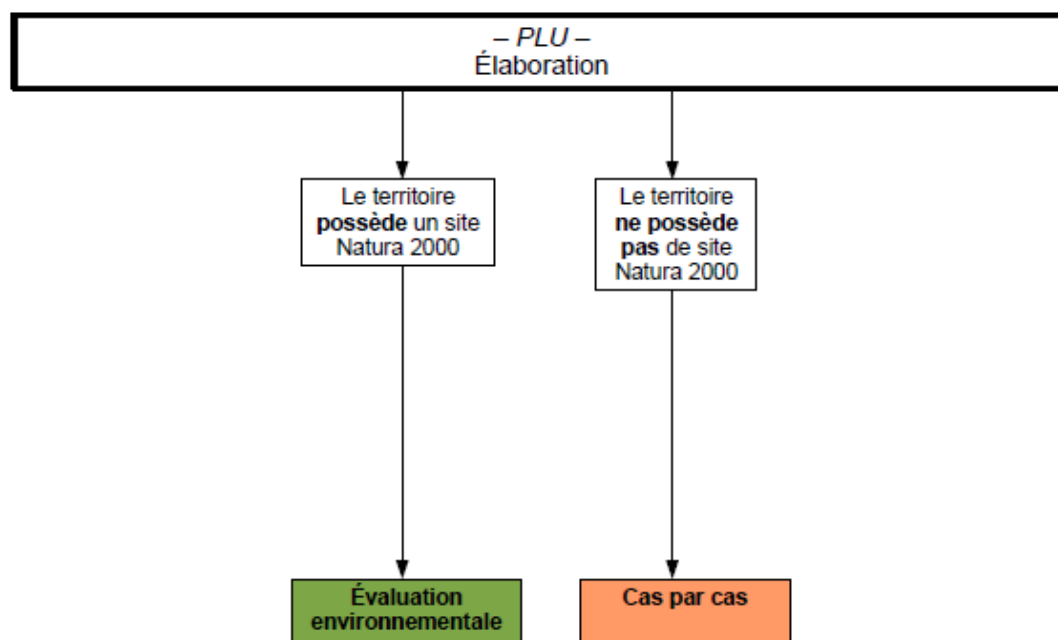 – PLU –
Élaboration
Le territoire
possède un site
Natura 2000
Le territoire
ne possède
pas de site
Natura 2000
Évaluation
environnementale
Cas par cas